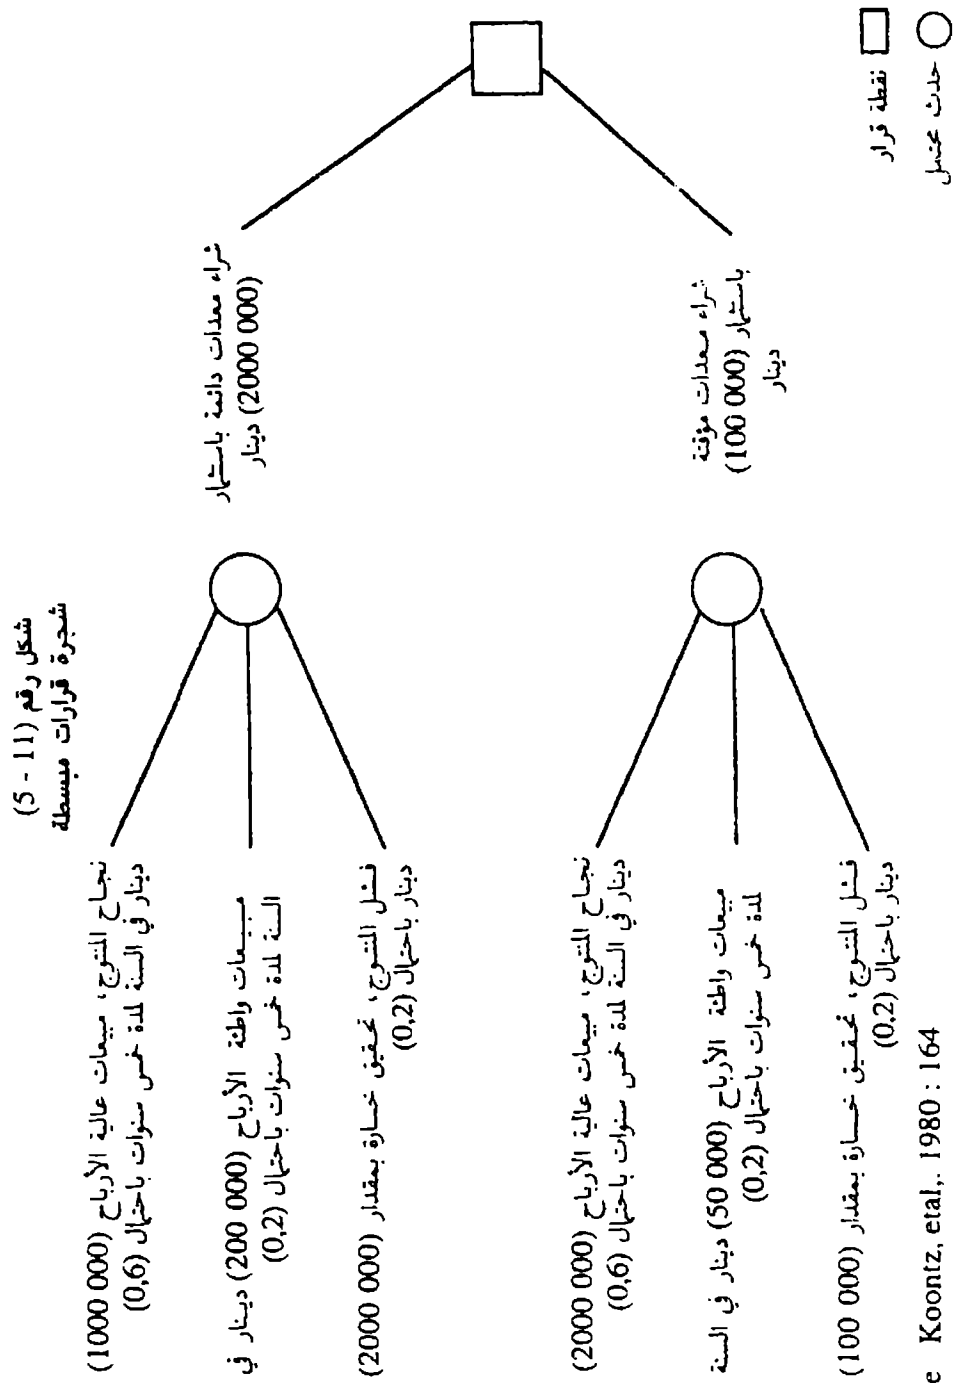 شكل رقم (11 - 5)
شجرة قرارات مبسطة
شراء معدات دائمة باستثمار
(2000 000) دينار
نجاح المنتوج، مبيعات عالية الأرباح (1000 000)
دينار في السنة لمدة خمس سنوات باحتمال (0,6)
مبيعات واطئة الأرباح (200 000) دينار في
السنة لمدة خمس سنوات باحتمال (0,2)
فشل المنتوج، تحقيق خسارة بمقدار (2000 000)
دينار باحتمال (0,2)
شراء معدات مؤقتة
باستثمار (100 000)
دينار
نجاح المنتوج، مبيعات عالية الأرباح (2000 000)
دينار في السنة لمدة خمس سنوات باحتمال (0,6)
مبيعات واطئة الأرباح (50 000) دينار في السنة
لمدة خمس سنوات باحتمال (0,2)
فشل المنتوج، تحقيق خسارة بمقدار (100 000)
دينار باحتمال (0,2)
نقطة قرار
حدث محتمل
e Koontz, etal,. 1980 : 164